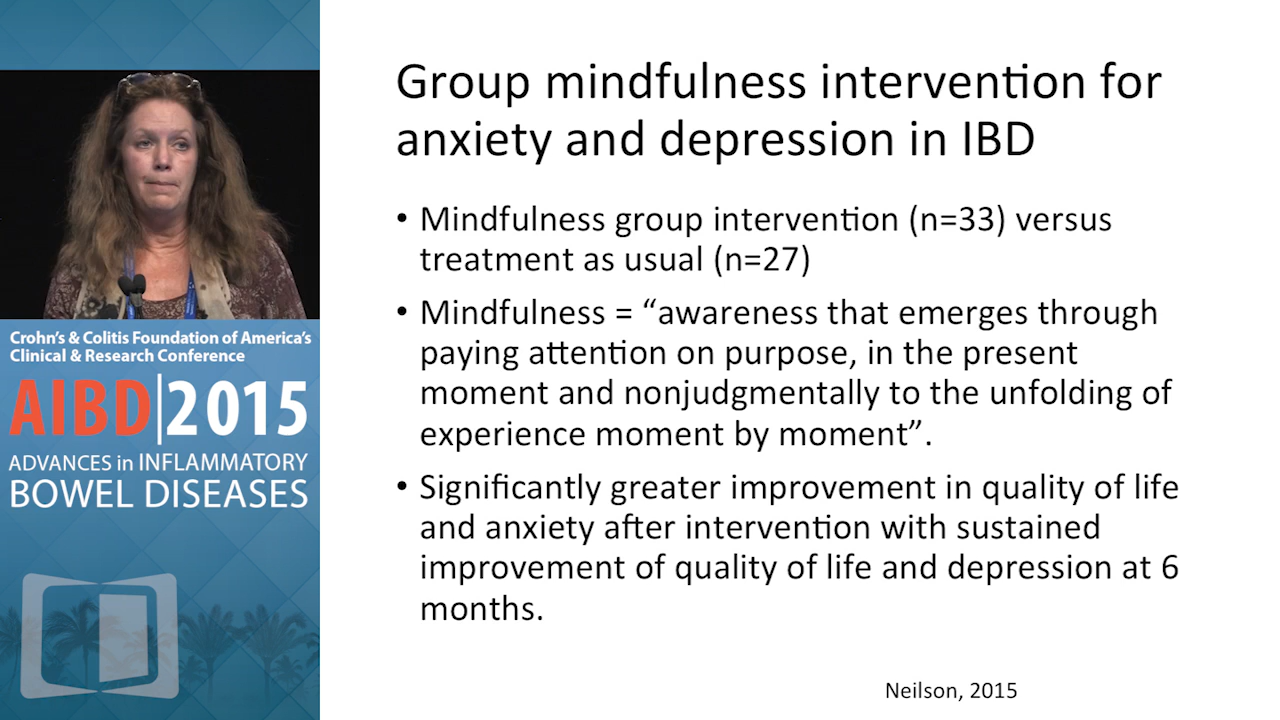 Group mindfulness intervention for
anxiety and depression in IBD
• Mindfulness group intervention (n=33) versus
treatment as usual (n=27)
• Mindfulness = “awareness that emerges through
paying attention on purpose, in the present
moment and nonjudgmentally to the unfolding of
experience moment by moment”.
• Significantly greater improvement in quality of life
and anxiety after intervention with sustained
improvement of quality of life and depression at 6
months.
Neilson, 2015
Crohn’s & Colitis Foundation of America’s
Clinical & Research Conference
AIBD|2015
ADVANCES in INFLAMMATORY
BOWEL DISEASES